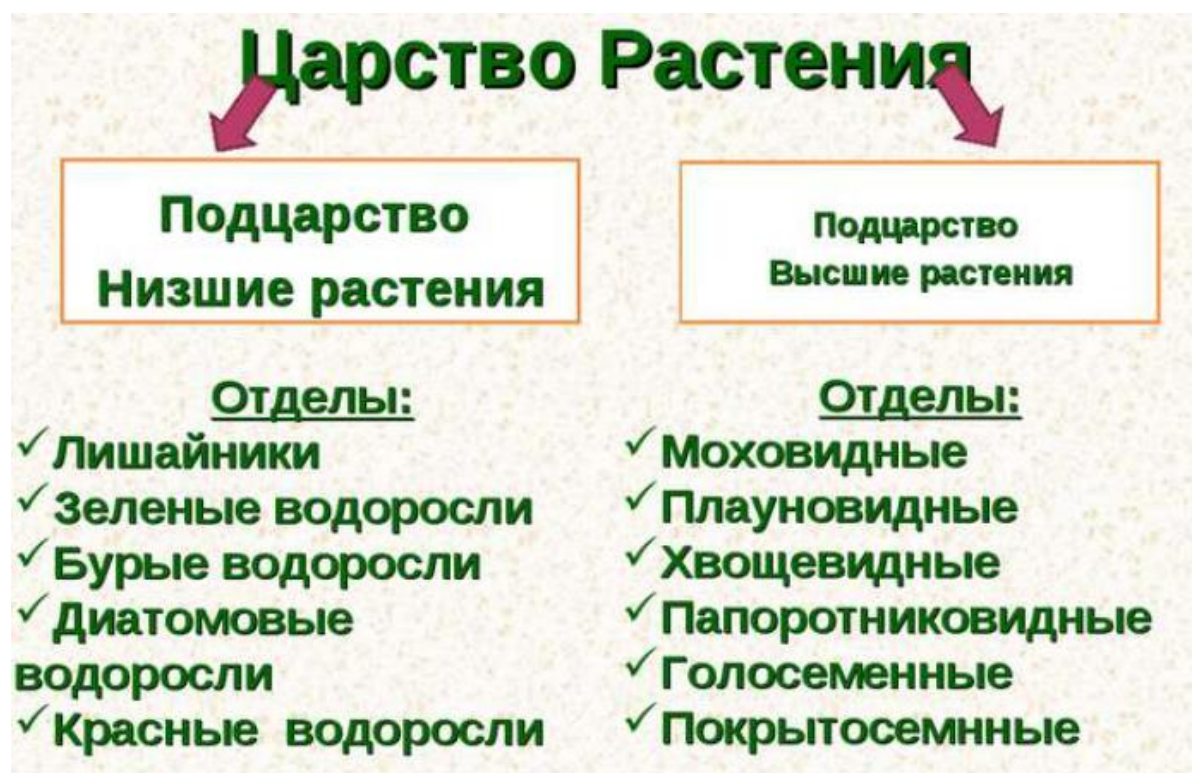 Царство Растения
Подцарство
Низшие растения
Подцарство
Высшие растения
Отделы:
Лишайники
Зеленые водоросли
Бурые водоросли
Диатомовые
водоросли
Красные водоросли
Отделы:
Моховидные
Плауновидные
Хвощевидные
Папоротниковидные
Голосеменные
Покрытосемнные